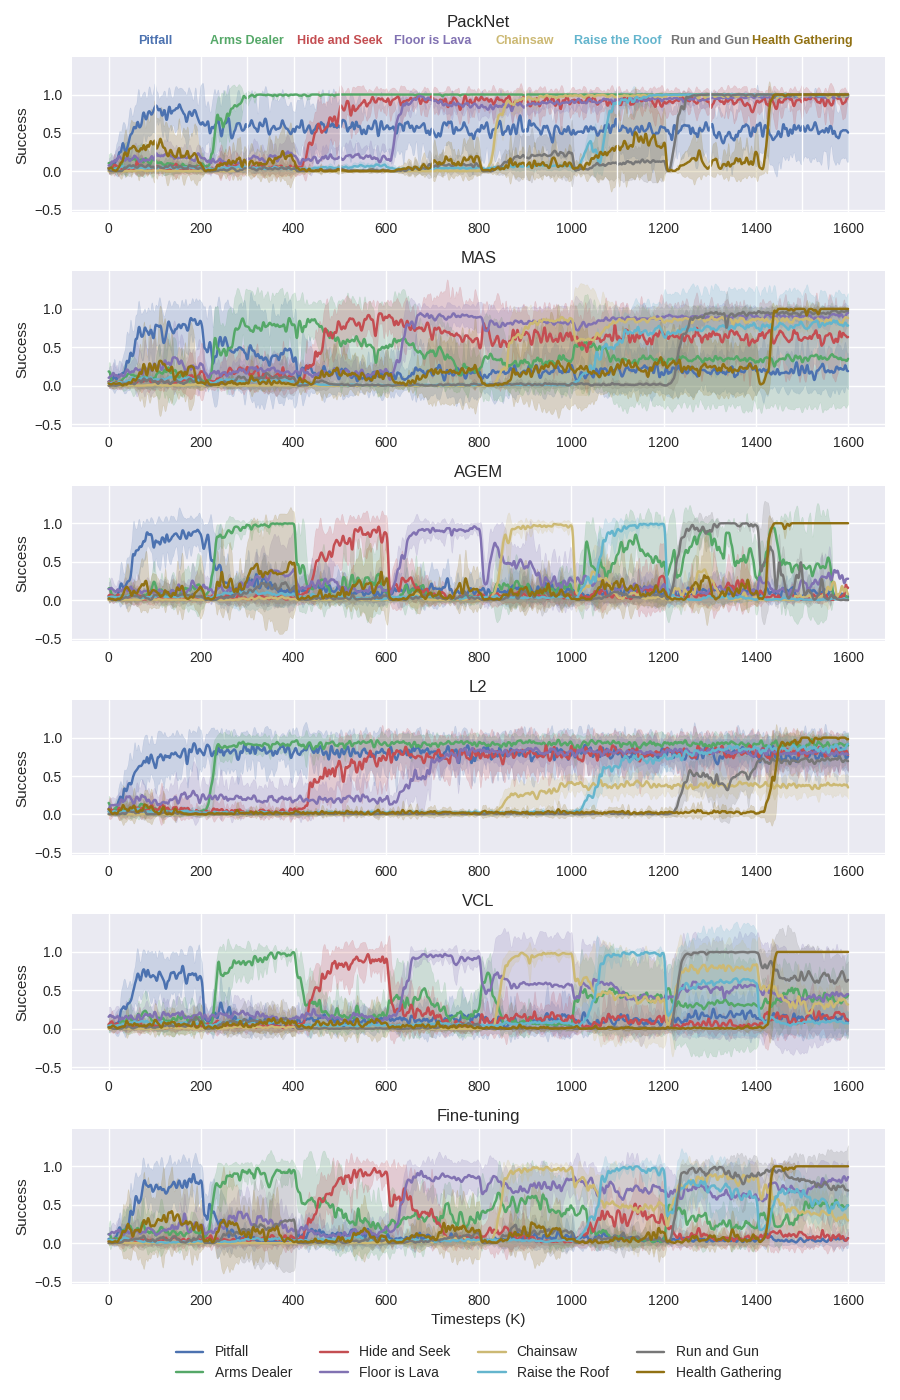 PackNet
Pitfall Arms Dealer Hide and Seek Floor is Lava Chainsaw Raise the Roof Run and Gun Health Gathering
Success
1.0
0.5
0.0
−0.5
0 200 400 600 800 1000 1200 1400 1600
MAS
Success
1.0
0.5
0.0
−0.5
0 200 400 600 800 1000 1200 1400 1600
AGEM
Success
1.0
0.5
0.0
−0.5
0 200 400 600 800 1000 1200 1400 1600
L2
Success
1.0
0.5
0.0
−0.5
0 200 400 600 800 1000 1200 1400 1600
VCL
Success
1.0
0.5
0.0
−0.5
0 200 400 600 800 1000 1200 1400 1600
Fine-tuning
Success
1.0
0.5
0.0
−0.5
0 200 400 600 800 1000 1200 1400 1600
Timesteps (K)
Pitfall Hide and Seek Chainsaw Run and Gun
Arms Dealer Floor is Lava Raise the Roof Health Gathering